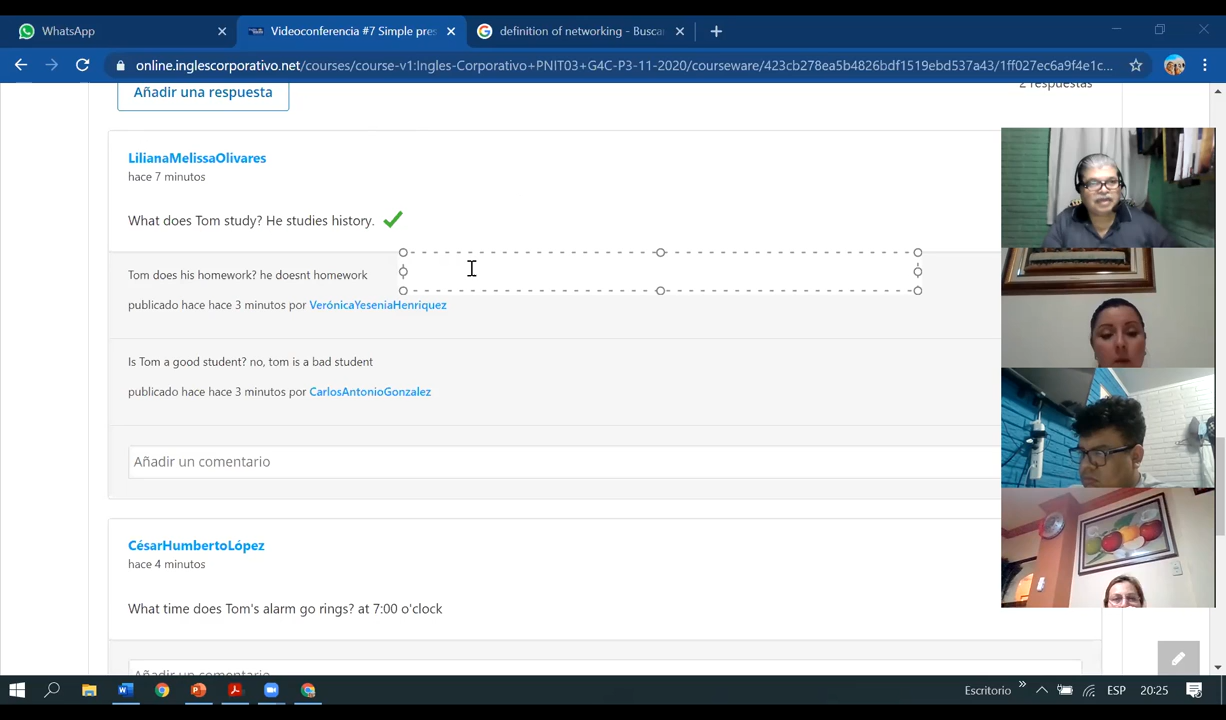 WhatsApp
Videoconferencia #7 Simple pres
definition of networking - Busca
online.inglescorporativo.net/courses/course-v1:Ingles-Corporativo+PNIT03+G4C-P3-11-2020/courseware/423cb278ea5b4826bdf1519ebd537a43/1ff027ec6a9f4e1c...
Añadir una respuesta
2 respuestas
LilianaMelissaOlivares
hace 7 minutos
What does Tom study? He studies history.
Tom does his homework? he doesnt homework
publicado hace hace 3 minutos por VerónicaYeseniaHenriquez
Is Tom a good student? no, tom is a bad student
publicado hace hace 3 minutos por CarlosAntonioGonzalez
Añadir un comentario
CésarHumbertoLópez
hace 4 minutos
What time does Tom's alarm go rings? at 7:00 o'clock
Añadir un comentario
Escritorio
ESP
20:25